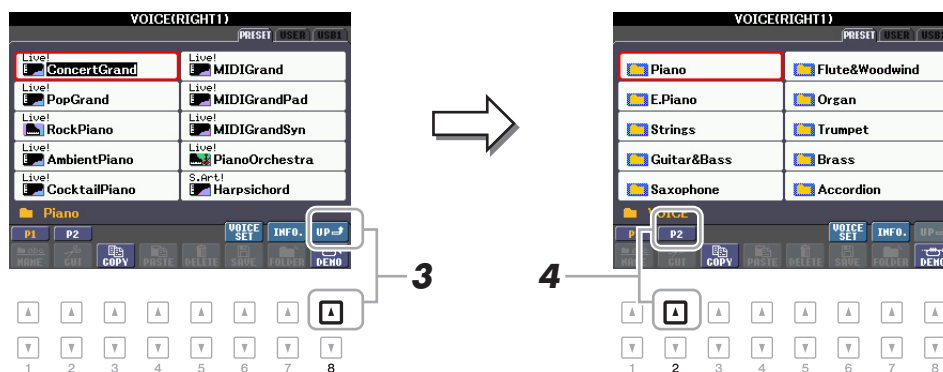 VOICE(RIGHT1)
PRESET USER USB1
Live!
ConcertGrand
Live!
MIDIGrand
Live!
PopGrand
Live!
MIDIGrandPad
Live!
RockPiano
Live!
MIDIGrandSyn
Live!
AmbientPiano
Live!
PianoOrchestra
Live!
CocktailPiano
S.Art!
Harpsichord
Piano
P1 P2 VOICE SET INFO. UP
NAME CUT COPY PASTE DELETE SAVE FOLDER DEMO
3
1 2 3 4 5 6 7 8
VOICE(RIGHT1)
PRESET USER USB1
Piano
Flute&Woodwind
E.Piano
Organ
Strings
Trumpet
Guitar&Bass
Brass
Saxophone
Accordion
VOICE
P2 VOICE SET INFO. UP
NAME CUT COPY PASTE DELETE SAVE FOLDER DEMO
4
1 2 3 4 5 6 7 8